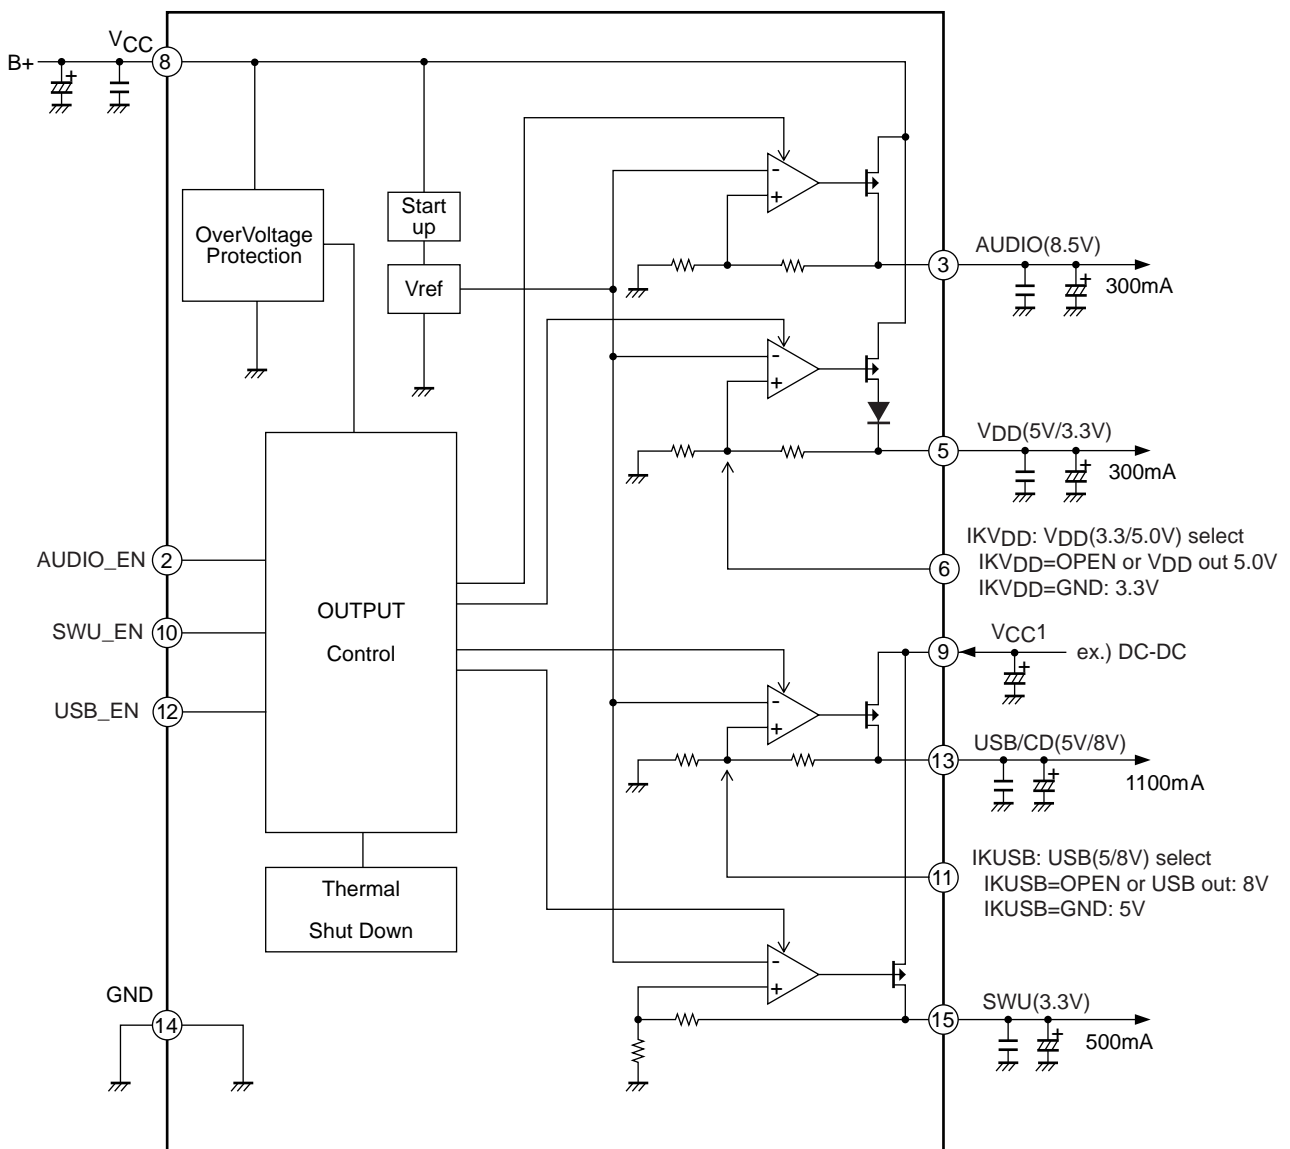 VCC
B+
8
+
Start
up
OverVoltage
Protection
Vref
-
+
3
AUDIO(8.5V)
+
300mA
-
+
5
VDD(5V/3.3V)
+
300mA
IKVDD: VDD(3.3/5.0V) select
IKVDD=OPEN or VDD out 5.0V
IKVDD=GND: 3.3V
6
AUDIO_EN
2
SWU_EN
10
USB_EN
12
OUTPUT
Control
VCC1
9
ex.) DC-DC
+
-
+
USB/CD(5V/8V)
13
+
1100mA
IKUSB: USB(5/8V) select
IKUSB=OPEN or USB out: 8V
IKUSB=GND: 5V
11
Thermal
Shut Down
-
+
GND
14
SWU(3.3V)
15
+
500mA